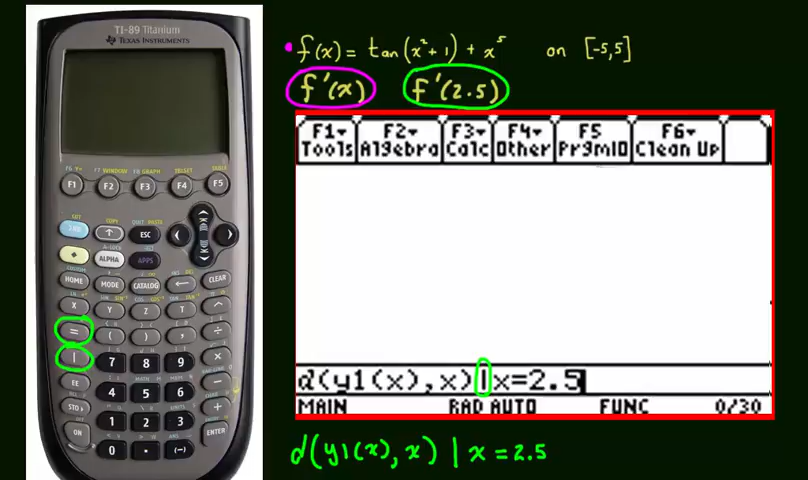 TI-89 Titanium
TEXAS INSTRUMENTS
• f(x) = tan(x²+1) + x⁵ on [-5,5]
f'(x) f'(2.5)
F1▾ F2▾ F3▾ F4▾ F5 F6▾
Tools Algebra Calc Other PrgmIO Clean Up
d(y1(x),x)|x=2.5
MAIN RAD AUTO FUNC 0/30
d(y1(x), x) | x = 2.5
F1 F2 F3 F4 F5
2ND ↑ ESC
◆ ALPHA APPS
HOME MODE CATALOG ← CLEAR
X Y Z T ^
= ( ) , ÷
| 7 8 9 ×
EE 4 5 6 −
STO▸ 1 2 3 +
ON 0 . (−) ENTER